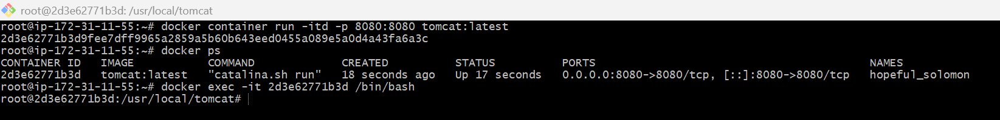 root@2d3e62771b3d: /usr/local/tomcat
root@ip-172-31-11-55:~# docker container run -itd -p 8080:8080 tomcat:latest
2d3e62771b3d9fee7dff9965a2859a5b60b643eed0455a089e5a0d4a43fa6a3c
root@ip-172-31-11-55:~# docker ps
CONTAINER ID   IMAGE           COMMAND             CREATED          STATUS          PORTS                                         NAMES
2d3e62771b3d   tomcat:latest   "catalina.sh run"   18 seconds ago   Up 17 seconds   0.0.0.0:8080->8080/tcp, [::]:8080->8080/tcp   hopeful_solomon
root@ip-172-31-11-55:~# docker exec -it 2d3e62771b3d /bin/bash
root@2d3e62771b3d:/usr/local/tomcat#